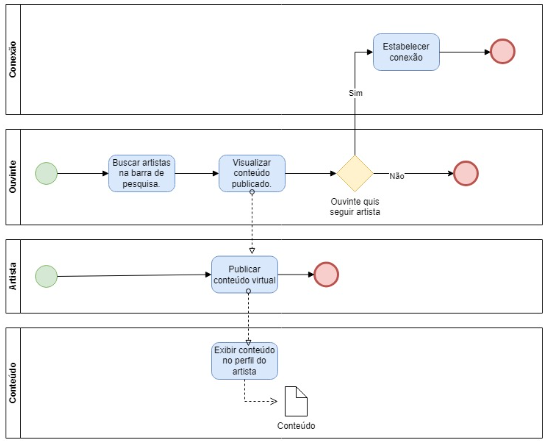 Conexão
Estabelecer
conexão
Sim
Ouvinte
Buscar artistas
na barra de
pesquisa.
Visualizar
conteúdo
publicado.
Não
Ouvinte quis
seguir artista
Artista
Publicar
conteúdo virtual
Conteúdo
Exibir conteúdo
no perfil do
artista
Conteúdo